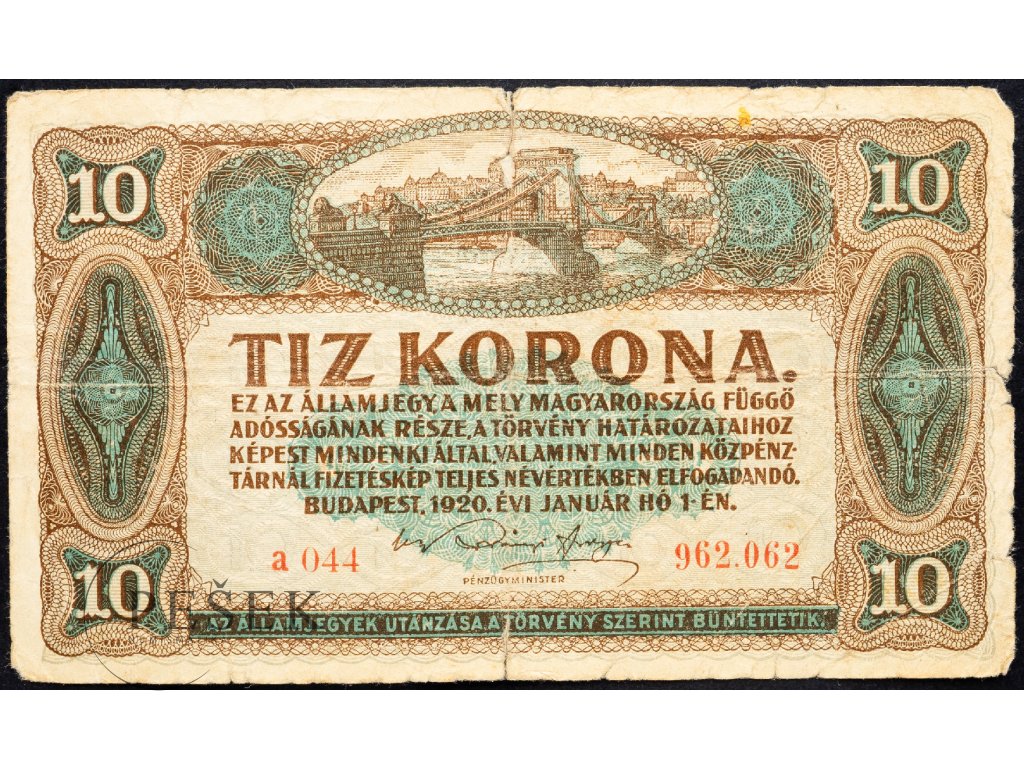 10 10
TIZ KORONA.
EZ AZ ÁLLAMJEGY, A MELY MAGYARORSZÁG FÜGGŐ
ADÓSSÁGÁNAK RÉSZE, A TÖRVÉNY HATÁROZATAIHOZ
KÉPEST MINDENKI ÁLTAL, VALAMINT MINDEN KÖZPÉNZ-
TÁRNÁL FIZETÉSKÉP TELJES NÉVÉRTÉKBEN ELFOGADANDÓ.
BUDAPEST, 1920. ÉVI JANUÁR HÓ 1-ÉN.
a 044 962.062
PÉNZÜGYMINISTER
10 10
PEŠEK
AZ ÁLLAMJEGYEK UTÁNZÁSA A TÖRVÉNY SZERINT BÜNTETTETIK.